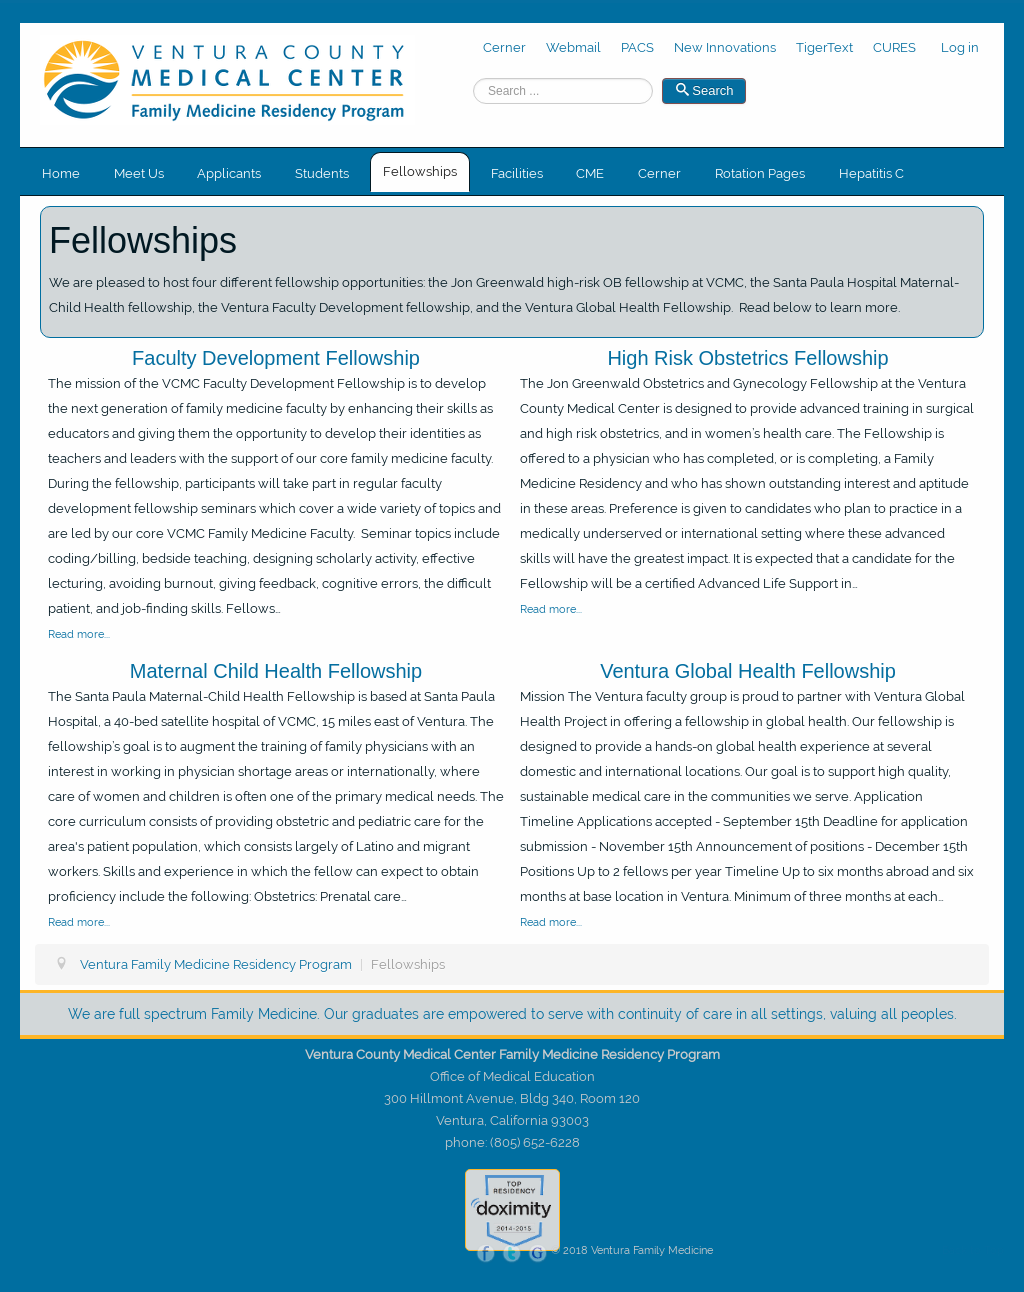 VENTURA COUNTY
MEDICAL CENTER
Family Medicine Residency Program
Cerner Webmail PACS New Innovations TigerText CURES Log in
Search ... Search
Home Meet Us Applicants Students Fellowships Facilities CME Cerner Rotation Pages Hepatitis C
Fellowships
We are pleased to host four different fellowship opportunities: the Jon Greenwald high-risk OB fellowship at VCMC, the Santa Paula Hospital Maternal-
Child Health fellowship, the Ventura Faculty Development fellowship, and the Ventura Global Health Fellowship. Read below to learn more.
Faculty Development Fellowship
The mission of the VCMC Faculty Development Fellowship is to develop
the next generation of family medicine faculty by enhancing their skills as
educators and giving them the opportunity to develop their identities as
teachers and leaders with the support of our core family medicine faculty.
During the fellowship, participants will take part in regular faculty
development fellowship seminars which cover a wide variety of topics and
are led by our core VCMC Family Medicine Faculty. Seminar topics include
coding/billing, bedside teaching, designing scholarly activity, effective
lecturing, avoiding burnout, giving feedback, cognitive errors, the difficult
patient, and job-finding skills. Fellows...
Read more...
High Risk Obstetrics Fellowship
The Jon Greenwald Obstetrics and Gynecology Fellowship at the Ventura
County Medical Center is designed to provide advanced training in surgical
and high risk obstetrics, and in women's health care. The Fellowship is
offered to a physician who has completed, or is completing, a Family
Medicine Residency and who has shown outstanding interest and aptitude
in these areas. Preference is given to candidates who plan to practice in a
medically underserved or international setting where these advanced
skills will have the greatest impact. It is expected that a candidate for the
Fellowship will be a certified Advanced Life Support in...
Read more...
Maternal Child Health Fellowship
The Santa Paula Maternal-Child Health Fellowship is based at Santa Paula
Hospital, a 40-bed satellite hospital of VCMC, 15 miles east of Ventura. The
fellowship's goal is to augment the training of family physicians with an
interest in working in physician shortage areas or internationally, where
care of women and children is often one of the primary medical needs. The
core curriculum consists of providing obstetric and pediatric care for the
area's patient population, which consists largely of Latino and migrant
workers. Skills and experience in which the fellow can expect to obtain
proficiency include the following: Obstetrics: Prenatal care...
Read more...
Ventura Global Health Fellowship
Mission The Ventura faculty group is proud to partner with Ventura Global
Health Project in offering a fellowship in global health. Our fellowship is
designed to provide a hands-on global health experience at several
domestic and international locations. Our goal is to support high quality,
sustainable medical care in the communities we serve. Application
Timeline Applications accepted - September 15th Deadline for application
submission - November 15th Announcement of positions - December 15th
Positions Up to 2 fellows per year Timeline Up to six months abroad and six
months at base location in Ventura. Minimum of three months at each...
Read more...
Ventura Family Medicine Residency Program | Fellowships
We are full spectrum Family Medicine. Our graduates are empowered to serve with continuity of care in all settings, valuing all peoples.
Ventura County Medical Center Family Medicine Residency Program
Office of Medical Education
300 Hillmont Avenue, Bldg 340, Room 120
Ventura, California 93003
phone: (805) 652-6228
TOP
RESIDENCY
doximity
2014-2015
f t G © 2018 Ventura Family Medicine